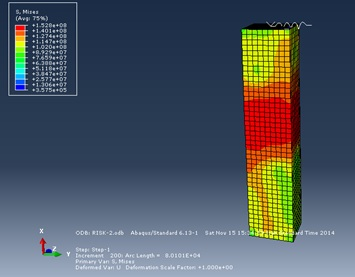 S, Mises
(Avg: 75%)
+1.528e+08
+1.401e+08
+1.274e+08
+1.147e+08
+1.020e+08
+8.929e+07
+7.659e+07
+6.388e+07
+5.118e+07
+3.847e+07
+2.577e+07
+1.306e+07
+3.575e+05
X
Z Y
ODB: RISK-2.odb Abaqus/Standard 6.13-1 Sat Nov 15 Time 2014
Step: Step-1
Increment 200: Arc Length = 8.0101E+04
Primary Var: S, Mises
Deformed Var: U Deformation Scale Factor: +1.000e+00